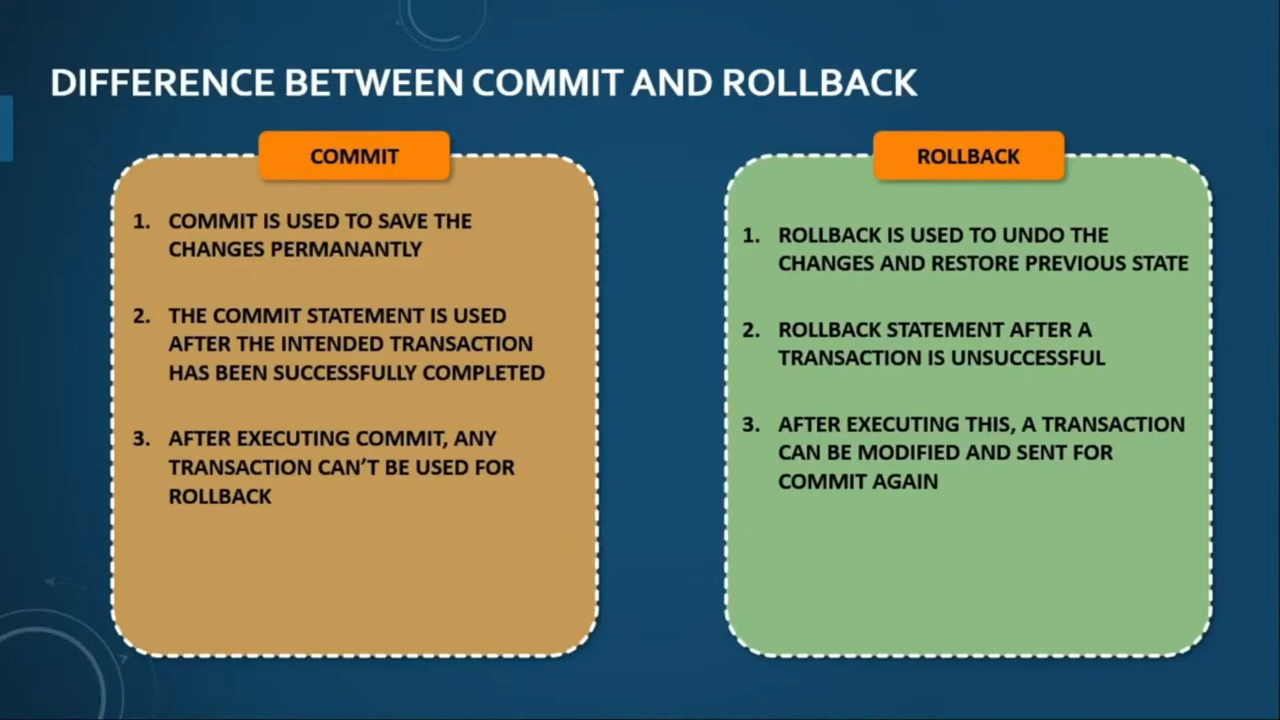 DIFFERENCE BETWEEN COMMIT AND ROLLBACK
COMMIT
1. COMMIT IS USED TO SAVE THE
CHANGES PERMANANTLY
2. THE COMMIT STATEMENT IS USED
AFTER THE INTENDED TRANSACTION
HAS BEEN SUCCESSFULLY COMPLETED
3. AFTER EXECUTING COMMIT, ANY
TRANSACTION CAN'T BE USED FOR
ROLLBACK
ROLLBACK
1. ROLLBACK IS USED TO UNDO THE
CHANGES AND RESTORE PREVIOUS STATE
2. ROLLBACK STATEMENT AFTER A
TRANSACTION IS UNSUCCESSFUL
3. AFTER EXECUTING THIS, A TRANSACTION
CAN BE MODIFIED AND SENT FOR
COMMIT AGAIN